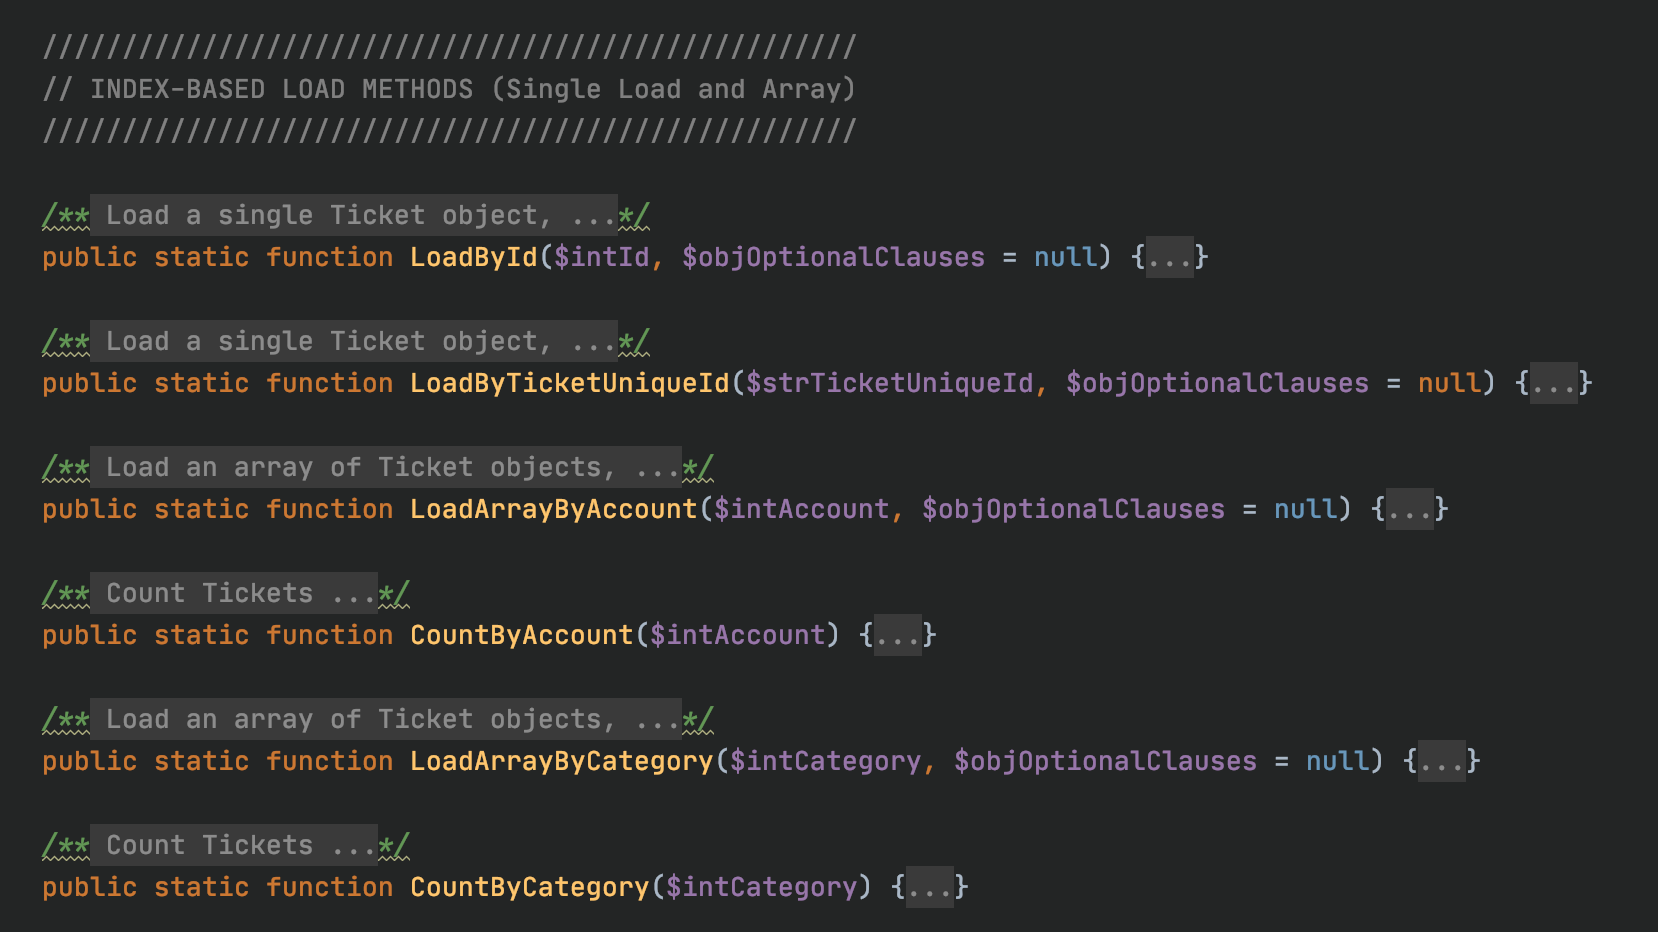 ///////////////////////////////////////////////////
// INDEX-BASED LOAD METHODS (Single Load and Array)
///////////////////////////////////////////////////
/** Load a single Ticket object, ...*/
public static function LoadById($intId, $objOptionalClauses = null) {...}
/** Load a single Ticket object, ...*/
public static function LoadByTicketUniqueId($strTicketUniqueId, $objOptionalClauses = null) {...}
/** Load an array of Ticket objects, ...*/
public static function LoadArrayByAccount($intAccount, $objOptionalClauses = null) {...}
/** Count Tickets ...*/
public static function CountByAccount($intAccount) {...}
/** Load an array of Ticket objects, ...*/
public static function LoadArrayByCategory($intCategory, $objOptionalClauses = null) {...}
/** Count Tickets ...*/
public static function CountByCategory($intCategory) {...}